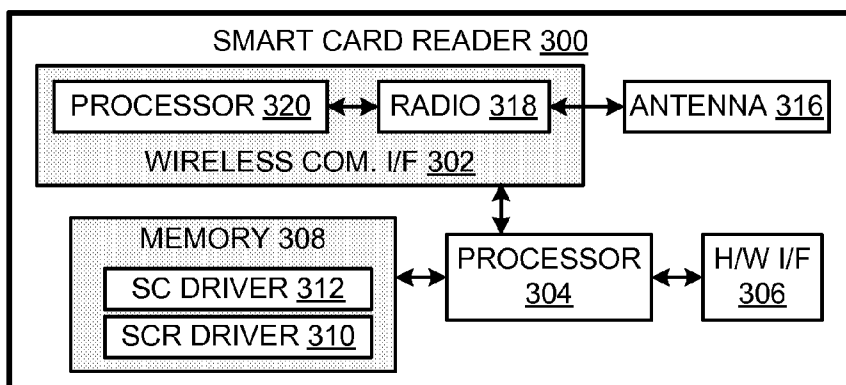 SMART CARD READER 300
PROCESSOR 320
RADIO 318
ANTENNA 316
WIRELESS COM. I/F 302
MEMORY 308
SC DRIVER 312
SCR DRIVER 310
PROCESSOR
304
H/W I/F
306